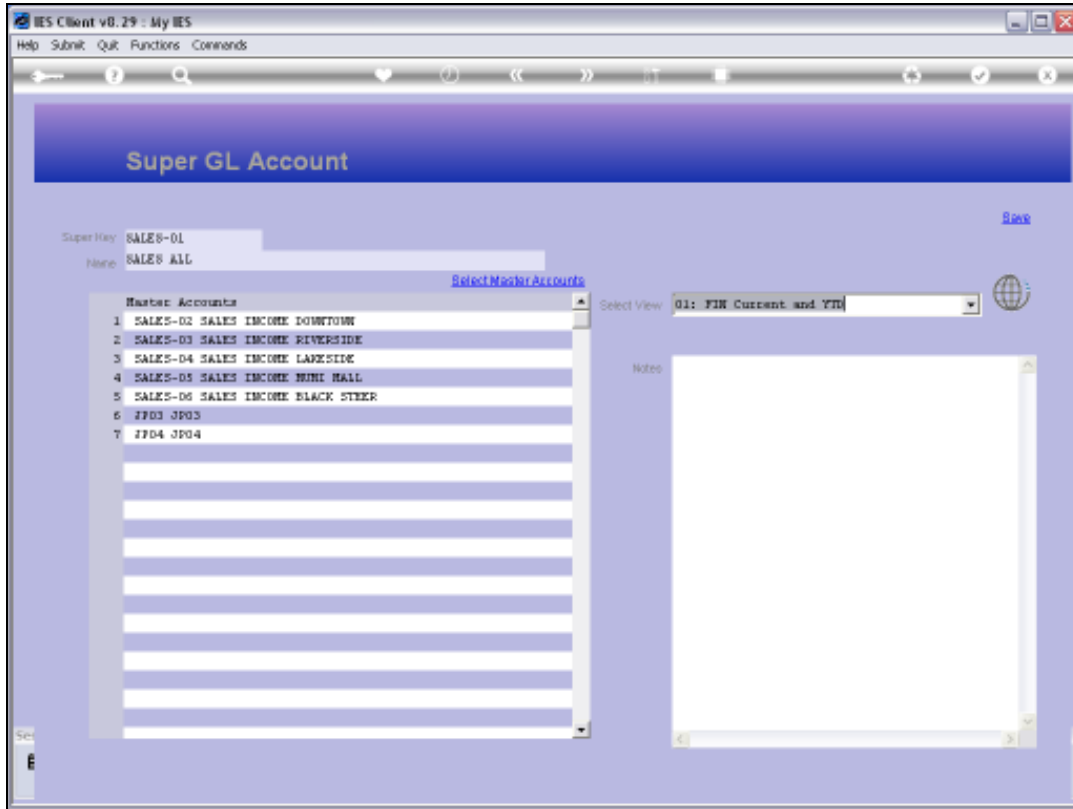 IES Client v8.29 : My IES
Help Submit Quit Functions Commands
Super GL Account
Save
Super Key SALES-01
Name SALES ALL
Select Master Accounts
Master Accounts
Select View 01: FIN Current and YTD
1 SALES-02 SALES INCOME DOWNTOWN
2 SALES-03 SALES INCOME RIVERSIDE
3 SALES-04 SALES INCOME LAKESIDE
4 SALES-05 SALES INCOME MUMI MALL
5 SALES-06 SALES INCOME BLACK STEER
6 JP03 JP03
7 JP04 JP04
Notes